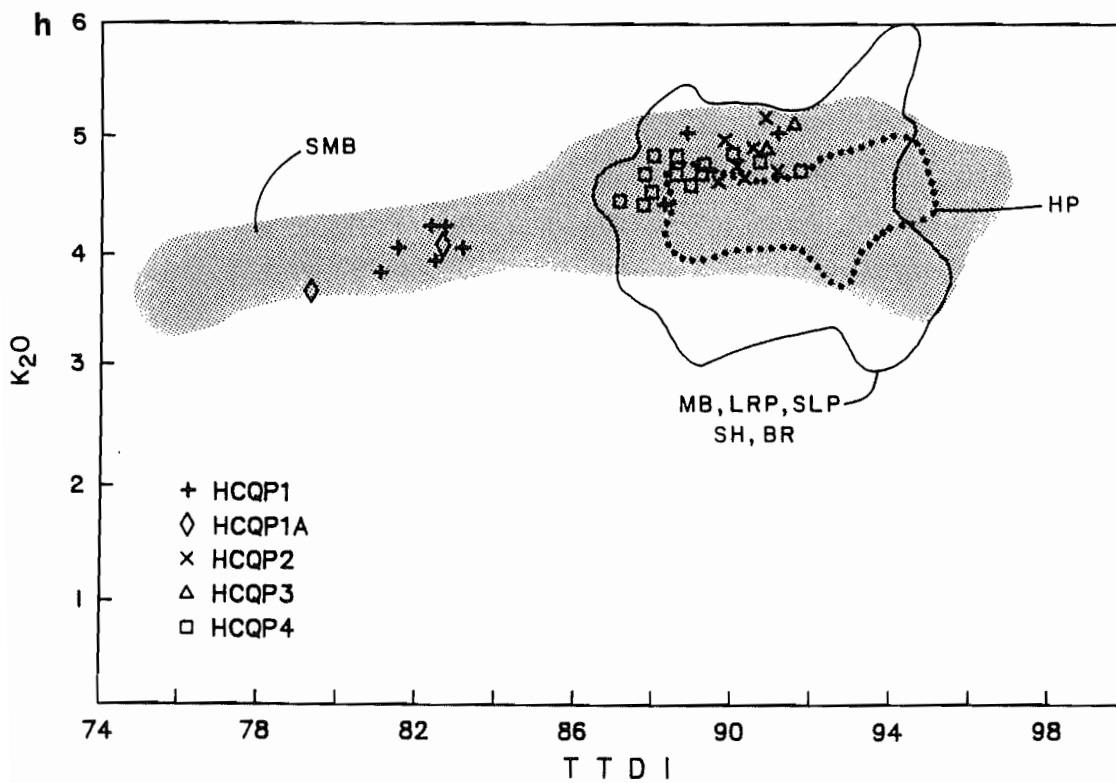 h
6
5
4
3
2
1
K2O
SMB
HP
MB, LRP, SLP
SH, BR
+ HCQP1
◊ HCQP1A
× HCQP2
△ HCQP3
□ HCQP4
74 78 82 86 90 94 98
T T D I